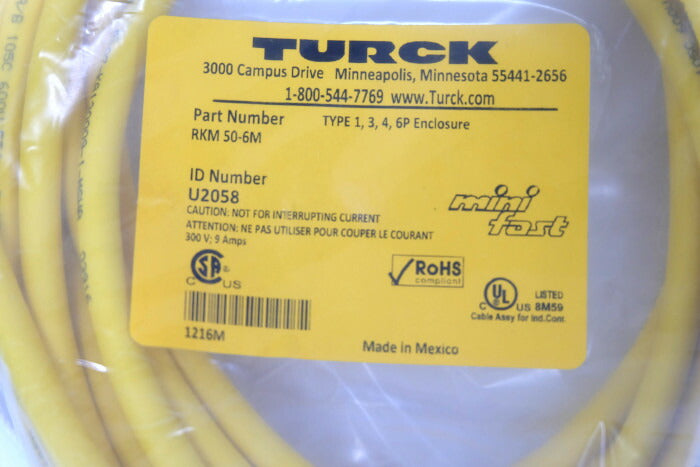 TURCK
3000 Campus Drive Minneapolis, Minnesota 55441-2656
1-800-544-7769 www.Turck.com
Part Number TYPE 1, 3, 4, 6P Enclosure
RKM 50-6M
ID Number
U2058
mini fast
CAUTION: NOT FOR INTERRUPTING CURRENT
ATTENTION: NE PAS UTILISER POUR COUPER LE COURANT
300 V; 9 Amps
CSA &
C US
RoHS
compliant
UL
C US LISTED
8M59
Cable Assy for Ind.Cont.
1216M
Made in Mexico
105C 600V